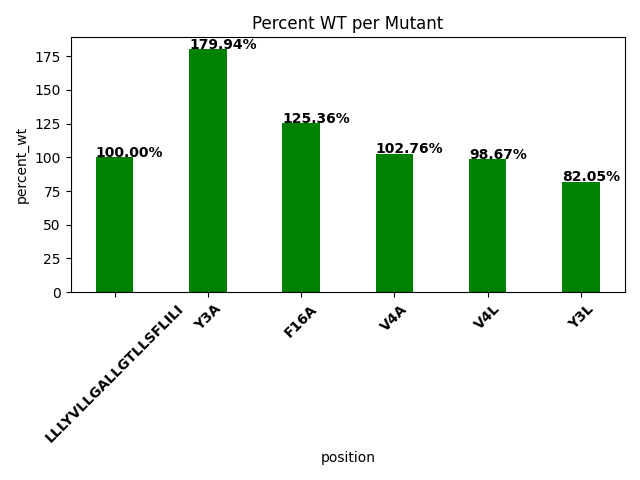 Percent WT per Mutant
percent_wt
175
150
125
100
75
50
25
0
100.00%
179.94%
125.36%
102.76%
98.67%
82.05%
LLLYVLLGALLGTLLSFLILI
Y3A
F16A
V4A
V4L
Y3L
position